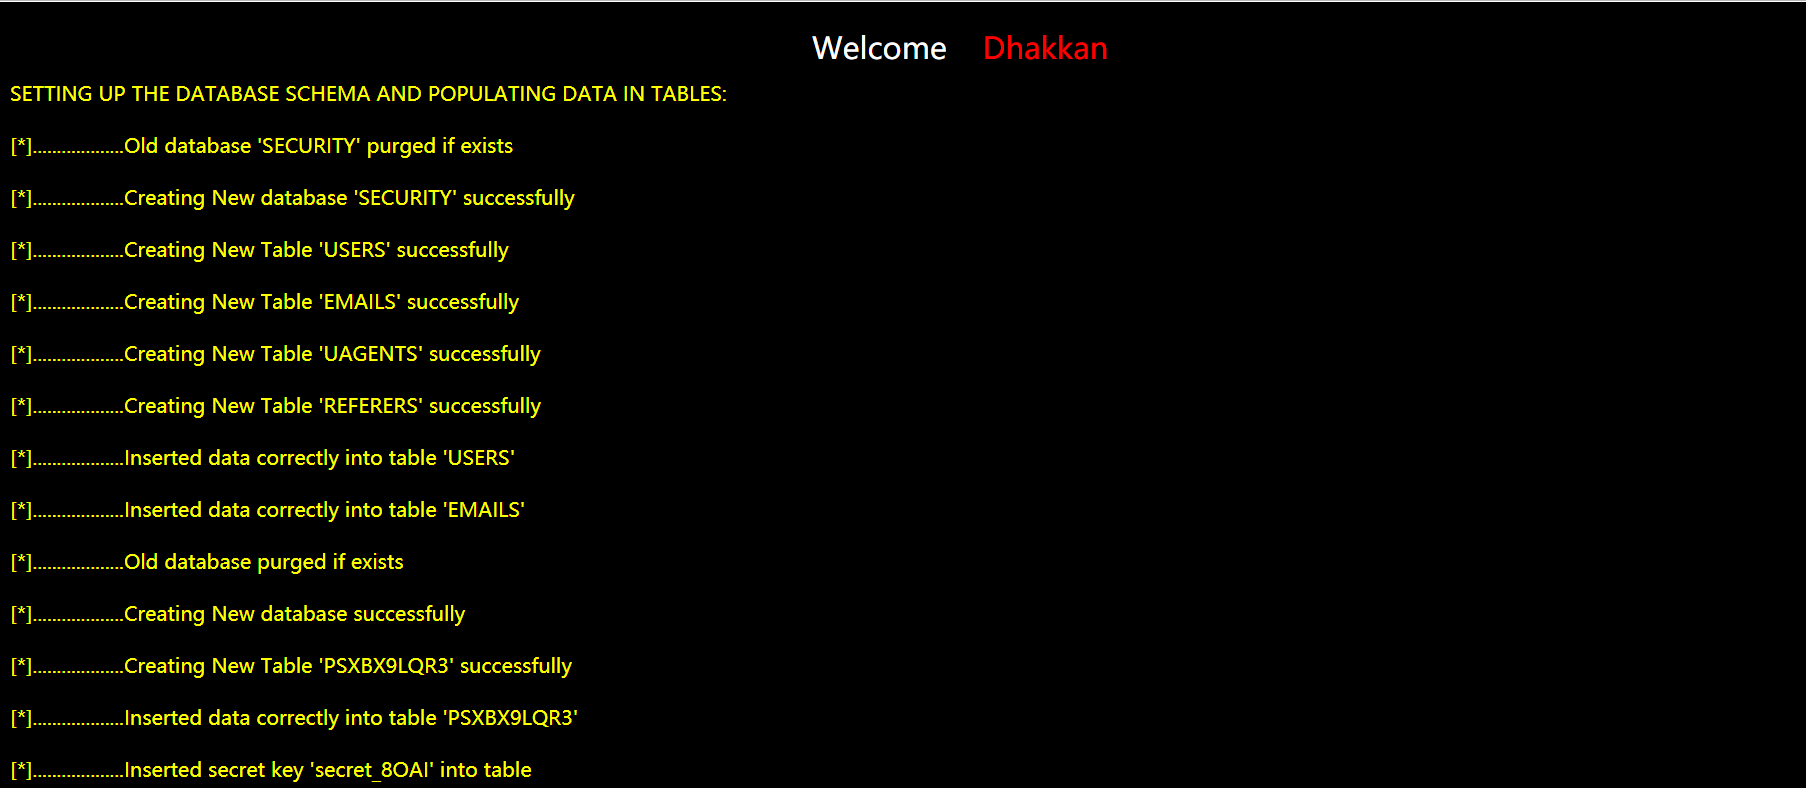 Welcome Dhakkan
SETTING UP THE DATABASE SCHEMA AND POPULATING DATA IN TABLES:
[*]...................Old database 'SECURITY' purged if exists
[*]...................Creating New database 'SECURITY' successfully
[*]...................Creating New Table 'USERS' successfully
[*]...................Creating New Table 'EMAILS' successfully
[*]...................Creating New Table 'UAGENTS' successfully
[*]...................Creating New Table 'REFERERS' successfully
[*]...................Inserted data correctly into table 'USERS'
[*]...................Inserted data correctly into table 'EMAILS'
[*]...................Old database purged if exists
[*]...................Creating New database successfully
[*]...................Creating New Table 'PSXBX9LQR3' successfully
[*]...................Inserted data correctly into table 'PSXBX9LQR3'
[*]...................Inserted secret key 'secret_8OAI' into table